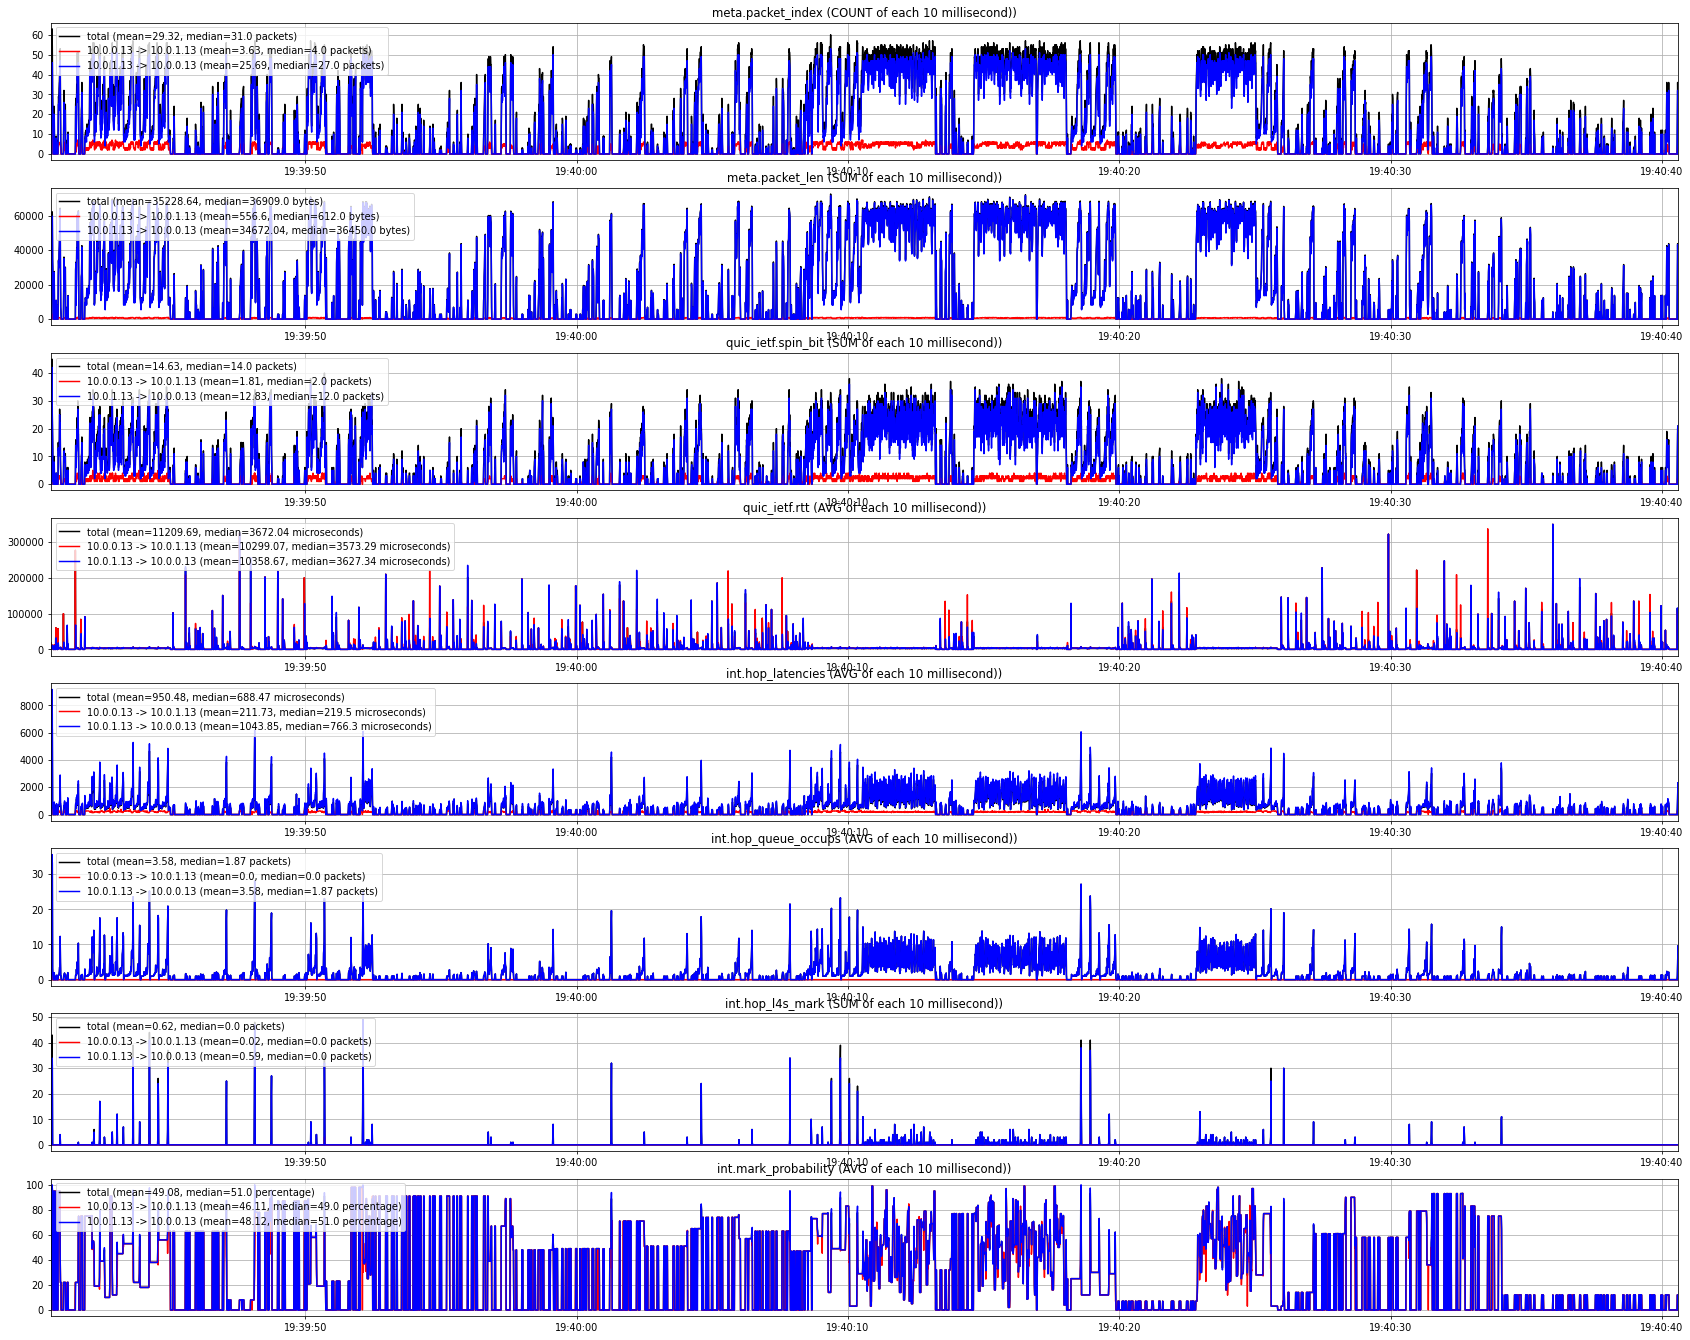 meta.packet_index (COUNT of each 10 millisecond))
60
50
40
30
20
10
0
total (mean=29.32, median=31.0 packets)
10.0.0.13 -> 10.0.1.13 (mean=3.63, median=4.0 packets)
10.0.1.13 -> 10.0.0.13 (mean=25.69, median=27.0 packets)
19:39:50 19:40:00 19:40:10 19:40:20 19:40:30 19:40:40
meta.packet_len (SUM of each 10 millisecond))
60000
40000
20000
0
total (mean=35228.64, median=36909.0 bytes)
10.0.0.13 -> 10.0.1.13 (mean=556.6, median=612.0 bytes)
10.0.1.13 -> 10.0.0.13 (mean=34672.04, median=36450.0 bytes)
19:39:50 19:40:00 19:40:10 19:40:20 19:40:30 19:40:40
quic_ietf.spin_bit (SUM of each 10 millisecond))
40
30
20
10
0
total (mean=14.63, median=14.0 packets)
10.0.0.13 -> 10.0.1.13 (mean=1.81, median=2.0 packets)
10.0.1.13 -> 10.0.0.13 (mean=12.83, median=12.0 packets)
19:39:50 19:40:00 19:40:10 19:40:20 19:40:30 19:40:40
quic_ietf.rtt (AVG of each 10 millisecond))
300000
200000
100000
0
total (mean=11209.69, median=3672.04 microseconds)
10.0.0.13 -> 10.0.1.13 (mean=10299.07, median=3573.29 microseconds)
10.0.1.13 -> 10.0.0.13 (mean=10358.67, median=3627.34 microseconds)
19:39:50 19:40:00 19:40:10 19:40:20 19:40:30 19:40:40
int.hop_latencies (AVG of each 10 millisecond))
8000
6000
4000
2000
0
total (mean=950.48, median=688.47 microseconds)
10.0.0.13 -> 10.0.1.13 (mean=211.73, median=219.5 microseconds)
10.0.1.13 -> 10.0.0.13 (mean=1043.85, median=766.3 microseconds)
19:39:50 19:40:00 19:40:10 19:40:20 19:40:30 19:40:40
int.hop_queue_occups (AVG of each 10 millisecond))
30
20
10
0
total (mean=3.58, median=1.87 packets)
10.0.0.13 -> 10.0.1.13 (mean=0.0, median=0.0 packets)
10.0.1.13 -> 10.0.0.13 (mean=3.58, median=1.87 packets)
19:39:50 19:40:00 19:40:10 19:40:20 19:40:30 19:40:40
int.hop_l4s_mark (SUM of each 10 millisecond))
50
40
30
20
10
0
total (mean=0.62, median=0.0 packets)
10.0.0.13 -> 10.0.1.13 (mean=0.02, median=0.0 packets)
10.0.1.13 -> 10.0.0.13 (mean=0.59, median=0.0 packets)
19:39:50 19:40:00 19:40:10 19:40:20 19:40:30 19:40:40
int.mark_probability (AVG of each 10 millisecond))
100
80
60
40
20
0
total (mean=49.08, median=51.0 percentage)
10.0.0.13 -> 10.0.1.13 (mean=46.11, median=49.0 percentage)
10.0.1.13 -> 10.0.0.13 (mean=48.12, median=51.0 percentage)
19:39:50 19:40:00 19:40:10 19:40:20 19:40:30 19:40:40